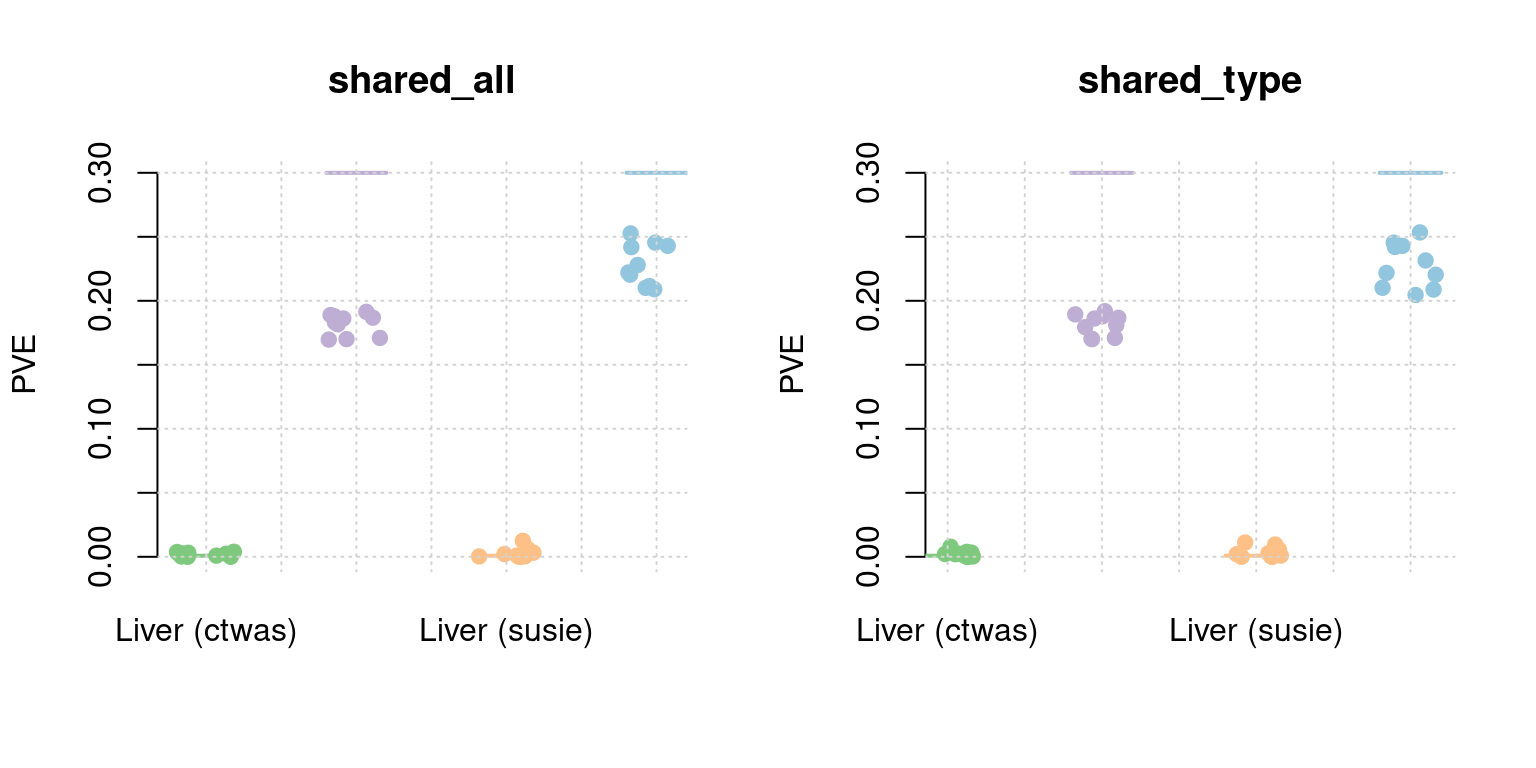 shared_all
PVE
0.30
0.20
0.10
0.00
Liver (ctwas)
Liver (susie)
shared_type
PVE
0.30
0.20
0.10
0.00
Liver (ctwas)
Liver (susie)